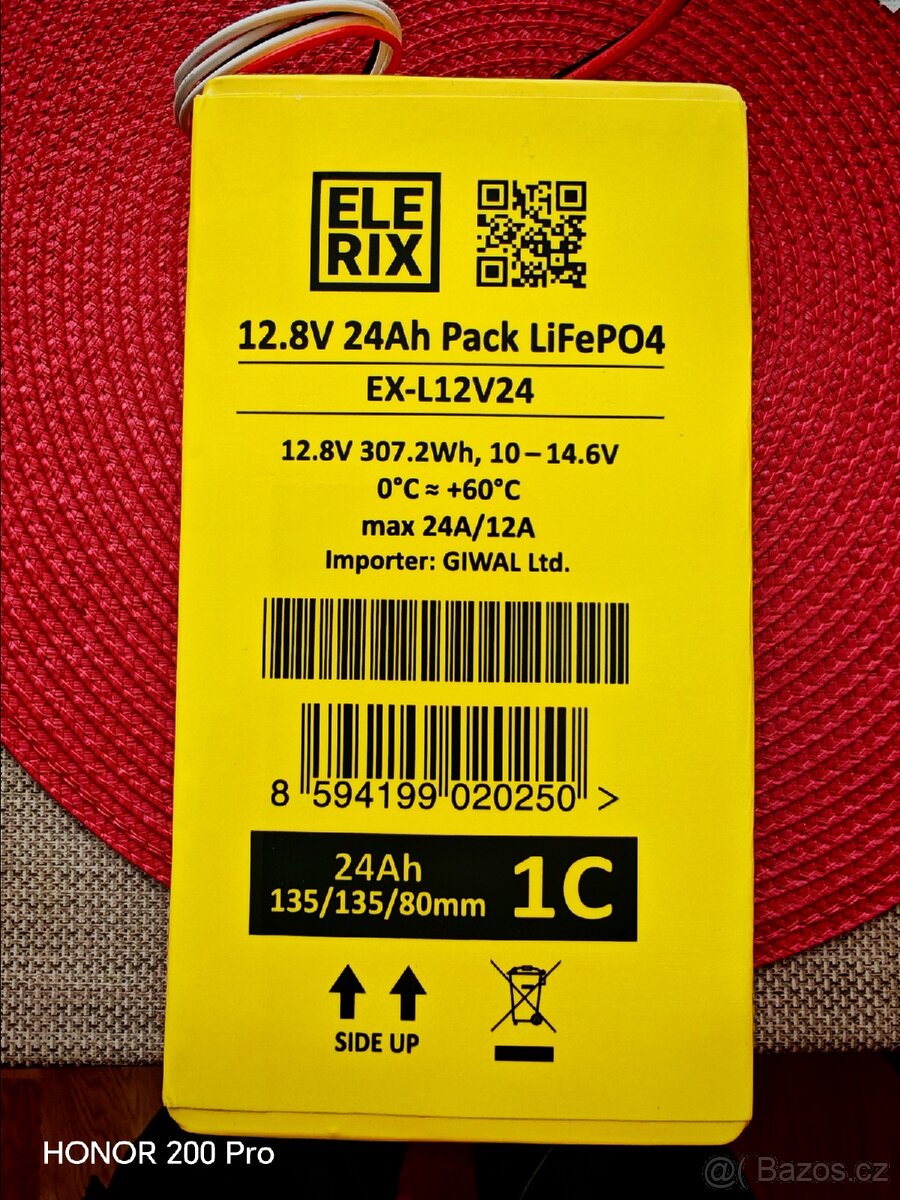 ELE
RIX
12.8V 24Ah Pack LiFePO4
EX-L12V24
12.8V 307.2Wh, 10–14.6V
0°C ≈ +60°C
max 24A/12A
Importer: GIWAL Ltd.
8 594199 020250 >
24Ah
135/135/80mm
1C
SIDE UP
HONOR 200 Pro
@( Bazos.cz